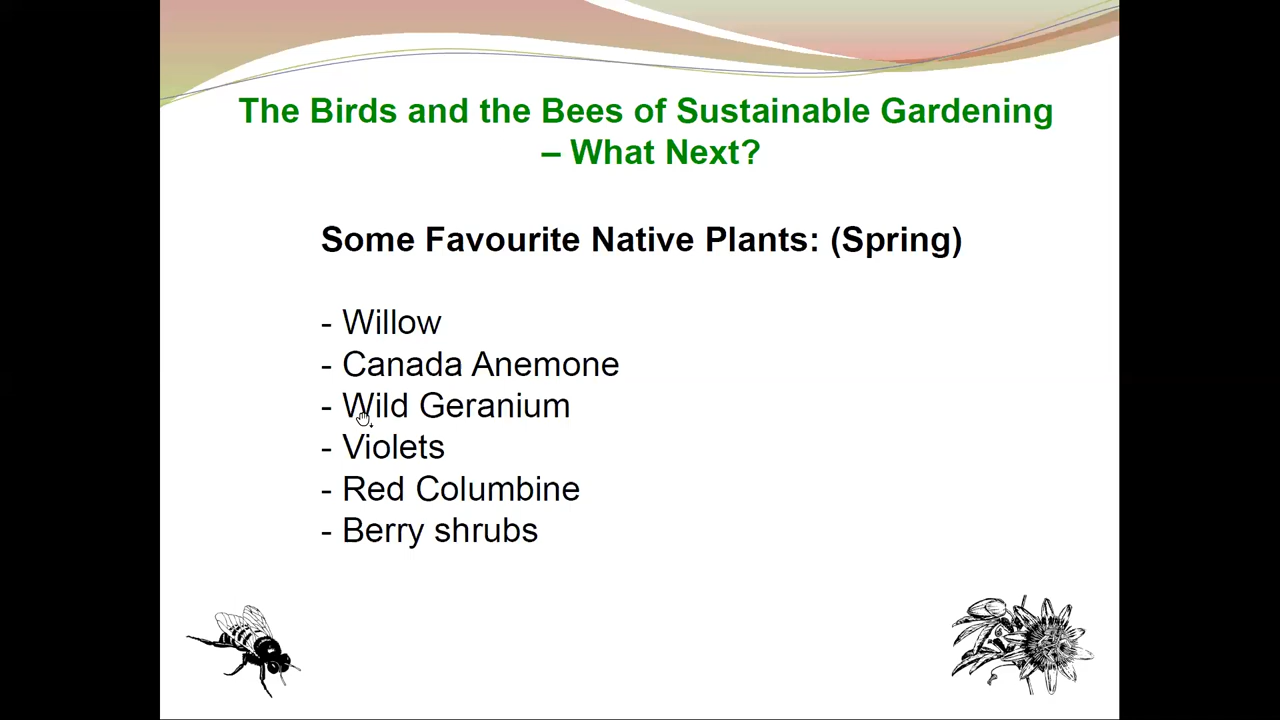 The Birds and the Bees of Sustainable Gardening
– What Next?
Some Favourite Native Plants: (Spring)
- Willow
- Canada Anemone
- Wild Geranium
- Violets
- Red Columbine
- Berry shrubs